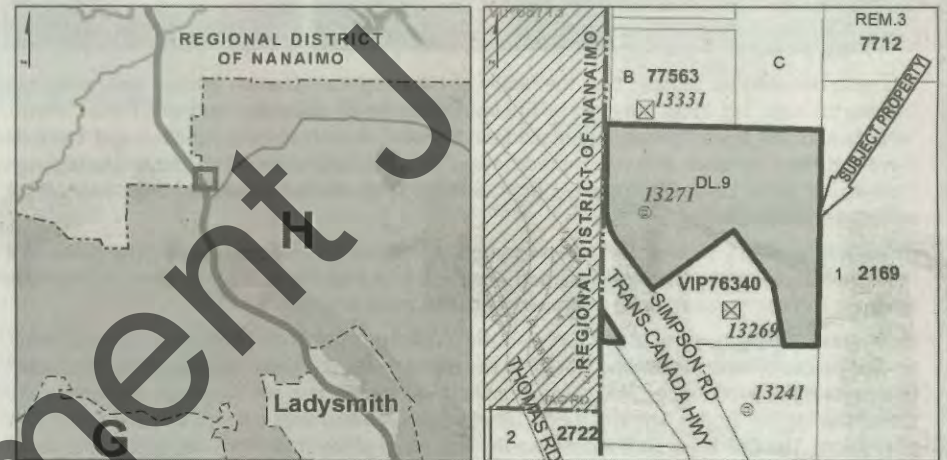 REGIONAL DISTRICT
OF NANAIMO
H
G
Ladysmith
ment J
REGIONAL DISTRICT OF NANAIMO
B 77563
13331
C
REM.3
7712
SUBJECT PROPERTY
DL.9
13271
VIP76340
13269
1 2169
SIMPSON RD
TRANS-CANADA HWY
13241
THOMAS RD
2 2722